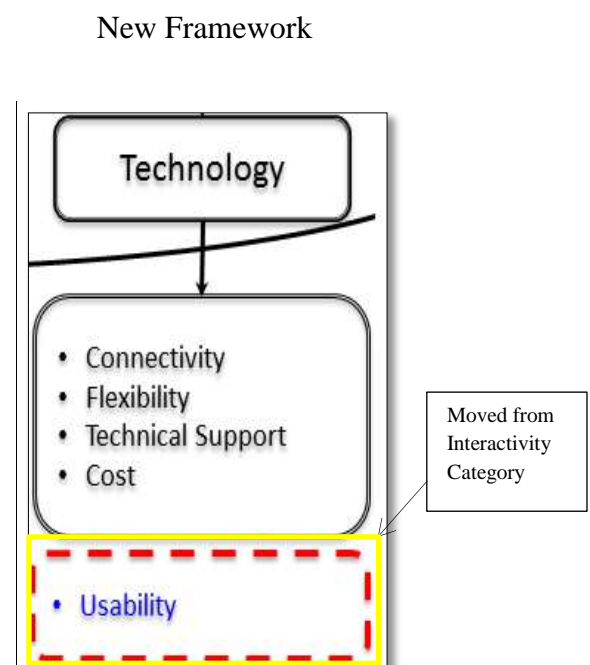 New Framework
Technology
• Connectivity
• Flexibility
• Technical Support
• Cost
Moved from
Interactivity
Category
• Usability